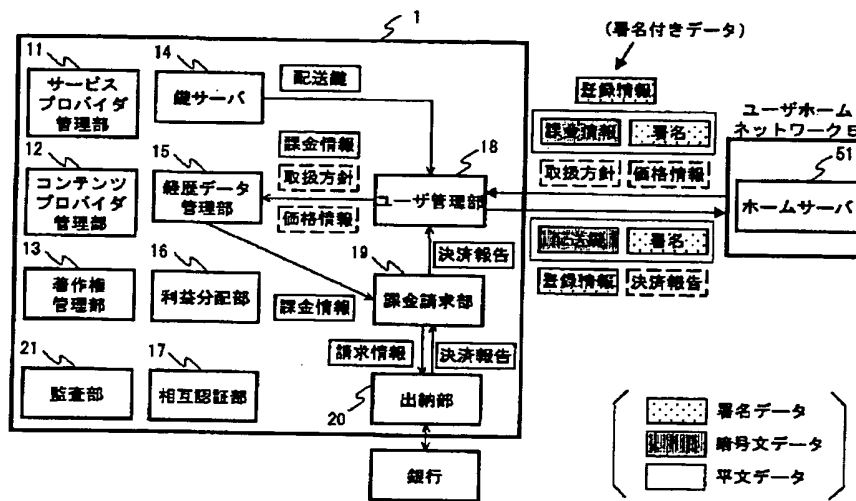 1
(署名付きデータ)
11
サービス
プロバイダ
管理部
14
鍵サーバ
配送鍵
登録情報
課金情報
署名
取扱方針
価格情報
ユーザホーム
ネットワーク5
51
ホームサーバ
12
コンテンツ
プロバイダ
管理部
15
経歴データ
管理部
課金情報
取扱方針
価格情報
18
ユーザ管理部
配送鍵
署名
登録情報
決済報告
13
著作権
管理部
16
利益分配部
課金情報
19
課金請求部
決済報告
請求情報
決済報告
21
監査部
17
相互認証部
20
出納部
銀行
署名データ
暗号文データ
平文データ